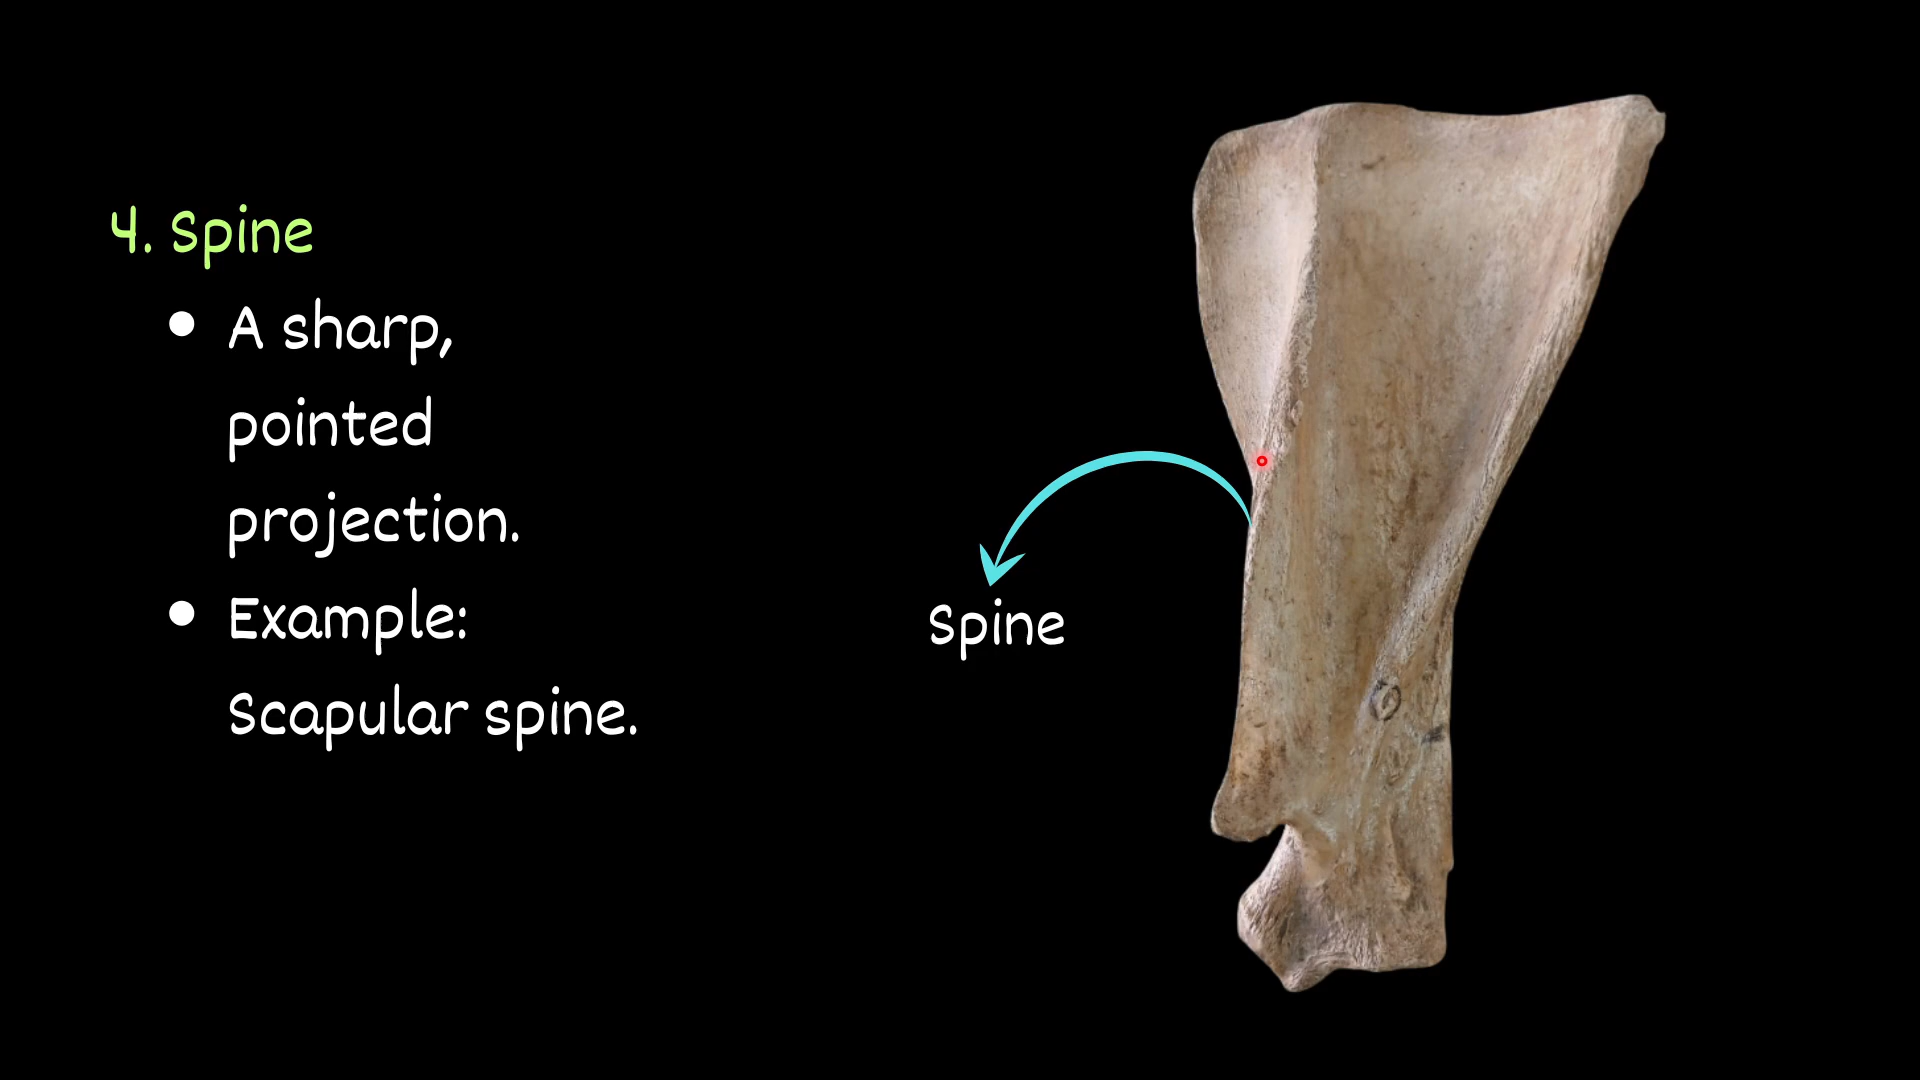 4. Spine
• A sharp,
pointed
projection.
• Example:
Scapular spine.
Spine